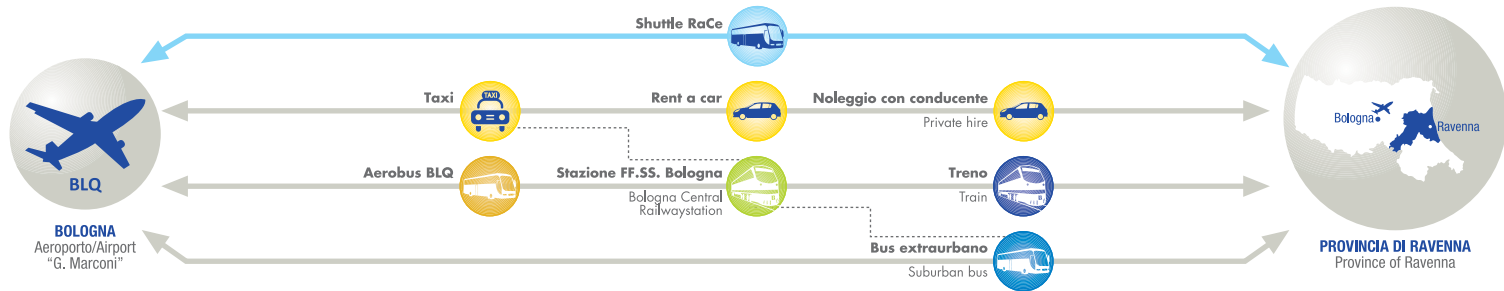 Shuttle RaCe
Taxi
TAXI
Rent a car
Noleggio con conducente
Private hire
Bologna
Ravenna
BLQ
Aerobus BLQ
Stazione FF.SS. Bologna
Bologna Central
Railwaystation
Treno
Train
BOLOGNA
Aeroporto/Airport
“G. Marconi”
Bus extraurbano
Suburban bus
PROVINCIA DI RAVENNA
Province of Ravenna